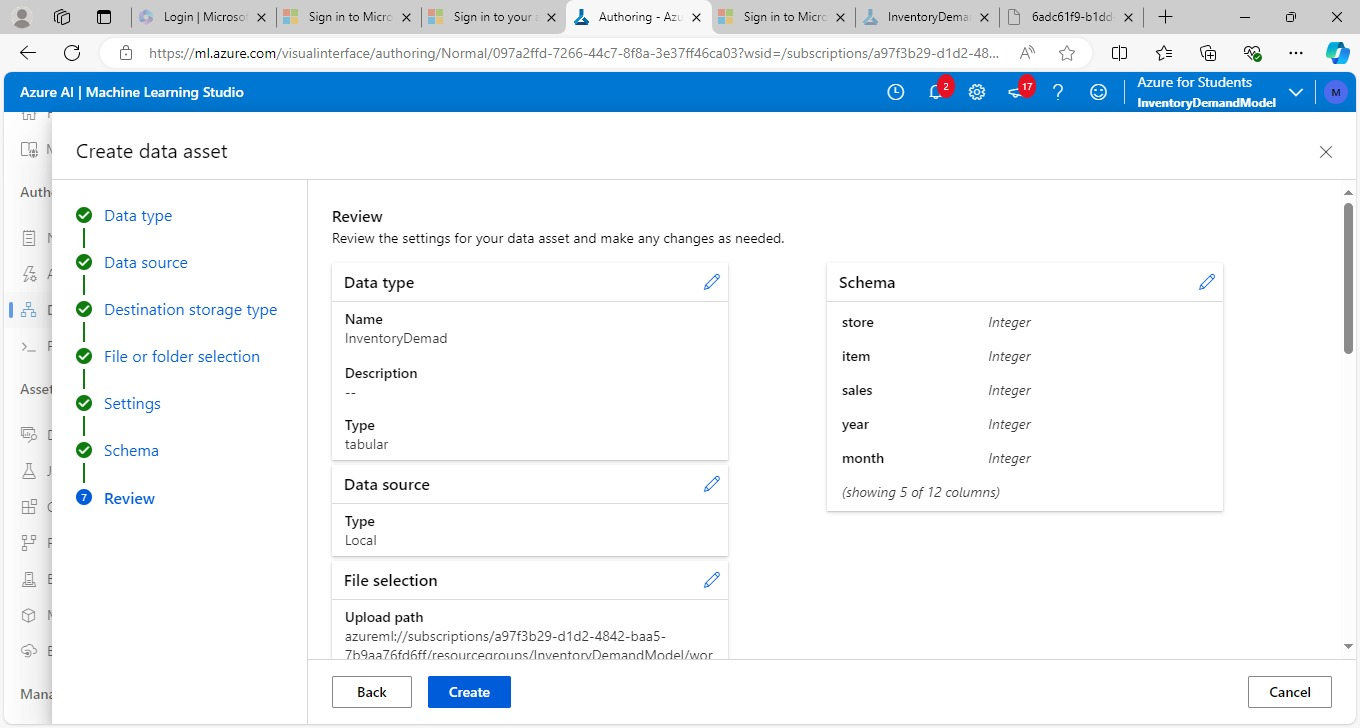 Login | Microsof
Sign in to Micro
Sign in to your a
Authoring - Azu
Sign in to Micro
InventoryDeman
6adc61f9-b1dd
https://ml.azure.com/visualinterface/authoring/Normal/097a2ffd-7266-44c7-8f8a-3e37ff46ca03?wsid=/subscriptions/a97f3b29-d1d2-48...
Azure AI | Machine Learning Studio
2
17
Azure for Students
InventoryDemandModel
M
Create data asset
Auth
Asset
Mana
Data type
Data source
Destination storage type
File or folder selection
Settings
Schema
7 Review
Review
Review the settings for your data asset and make any changes as needed.
Data type
Name
InventoryDemad
Description
--
Type
tabular
Data source
Type
Local
File selection
Upload path
azureml://subscriptions/a97f3b29-d1d2-4842-baa5-
7b9aa76fd6ff/resourcegroups/InventoryDemandModel/wor
Schema
store Integer
item Integer
sales Integer
year Integer
month Integer
(showing 5 of 12 columns)
Back
Create
Cancel